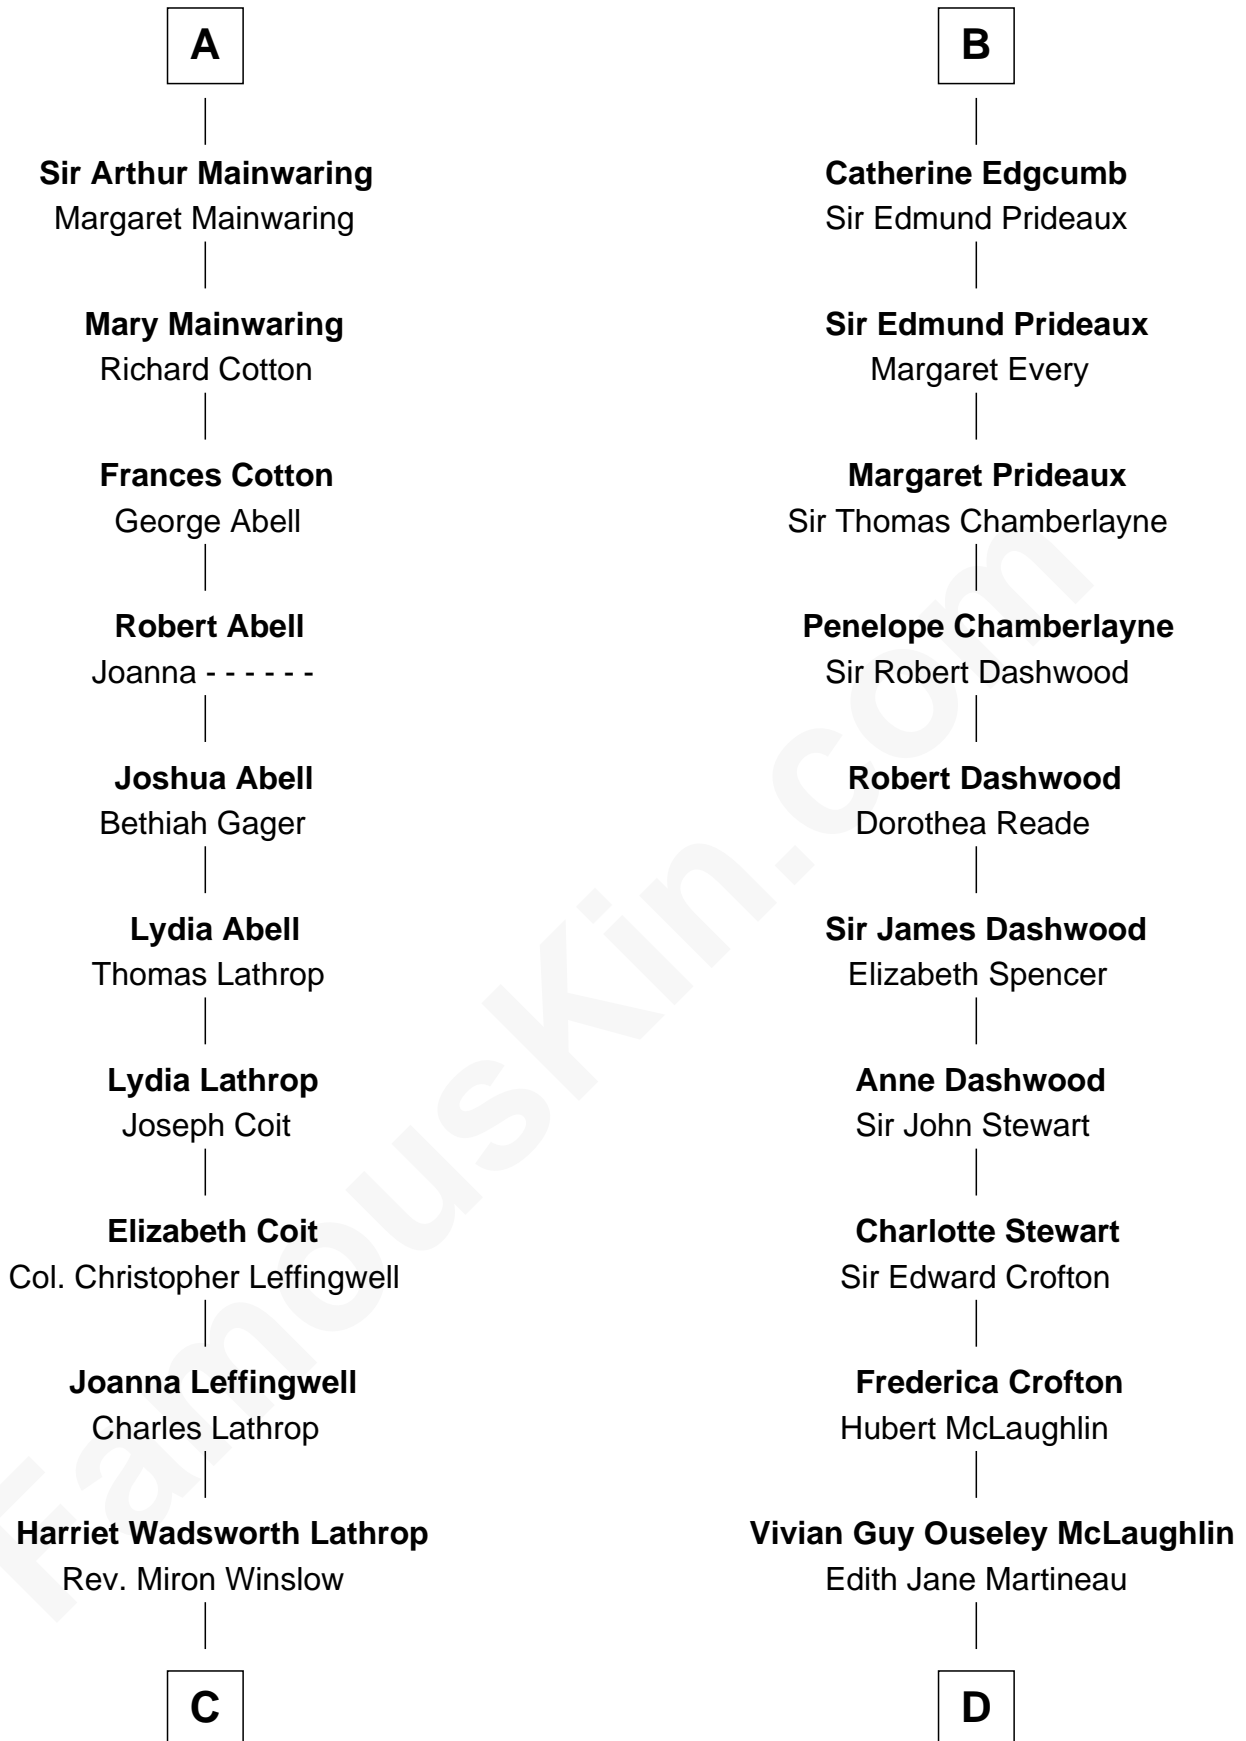 A
Sir Arthur Mainwaring
Margaret Mainwaring
Mary Mainwaring
Richard Cotton
Frances Cotton
George Abell
Robert Abell
Joanna - - - - - -
Joshua Abell
Bethiah Gager
Lydia Abell
Thomas Lathrop
Lydia Lathrop
Joseph Coit
Elizabeth Coit
Col. Christopher Leffingwell
Joanna Leffingwell
Charles Lathrop
Harriet Wadsworth Lathrop
Rev. Miron Winslow
C
B
Catherine Edgcumb
Sir Edmund Prideaux
Sir Edmund Prideaux
Margaret Every
Margaret Prideaux
Sir Thomas Chamberlayne
Penelope Chamberlayne
Sir Robert Dashwood
Robert Dashwood
Dorothea Reade
Sir James Dashwood
Elizabeth Spencer
Anne Dashwood
Sir John Stewart
Charlotte Stewart
Sir Edward Crofton
Frederica Crofton
Hubert McLaughlin
Vivian Guy Ouseley McLaughlin
Edith Jane Martineau
D
FamousKin.com